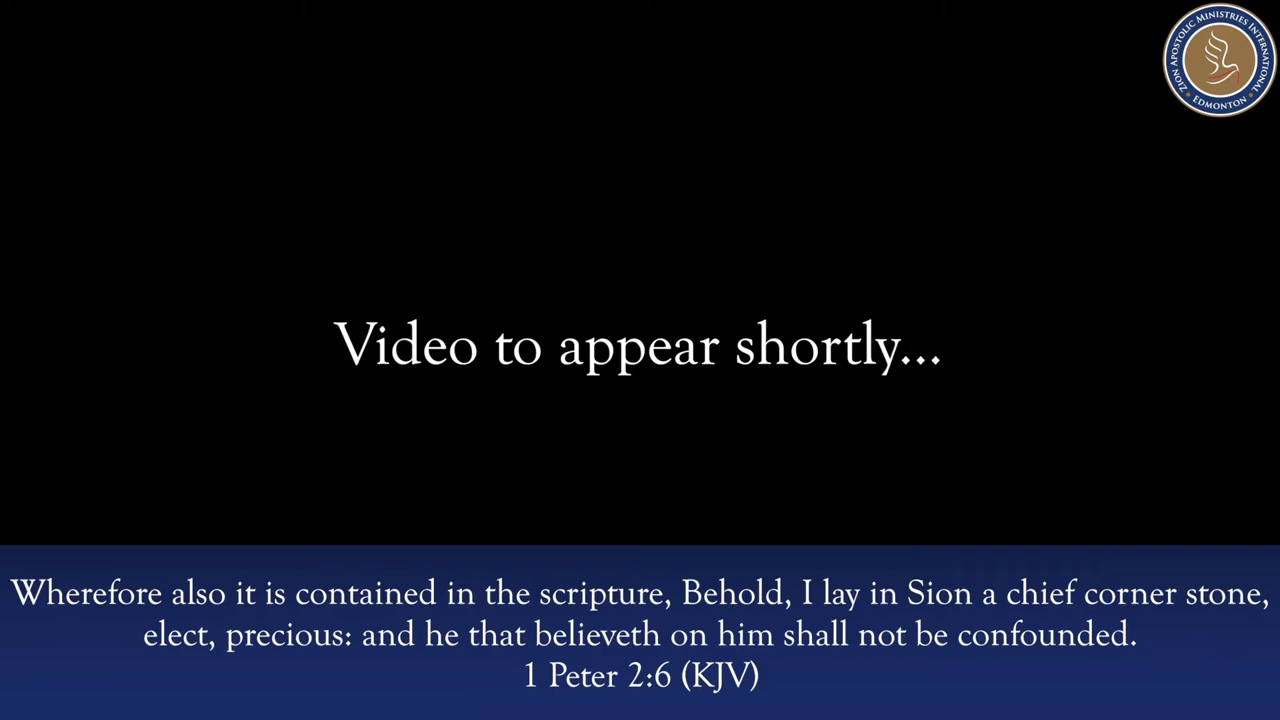 ZION APOSTOLIC MINISTRIES INTERNATIONAL
EDMONTON
Video to appear shortly...
Wherefore also it is contained in the scripture, Behold, I lay in Sion a chief corner stone,
elect, precious: and he that believeth on him shall not be confounded.
1 Peter 2:6 (KJV)